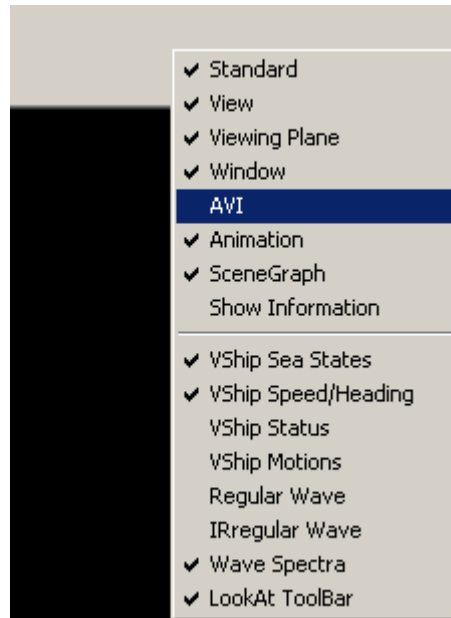 Standard
View
Viewing Plane
Window
AVI
Animation
SceneGraph
Show Information
VShip Sea States
VShip Speed/Heading
VShip Status
VShip Motions
Regular Wave
IRregular Wave
Wave Spectra
LookAt ToolBar